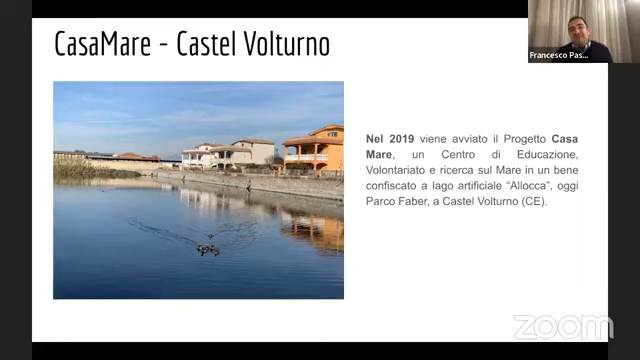 CasaMare - Castel Volturno
Francesco Pas...
Nel 2019 viene avviato il Progetto Casa
Mare, un Centro di Educazione,
Volontariato e ricerca sul Mare in un bene
confiscato a lago artificiale “Allocca”, oggi
Parco Faber, a Castel Volturno (CE).
zoom